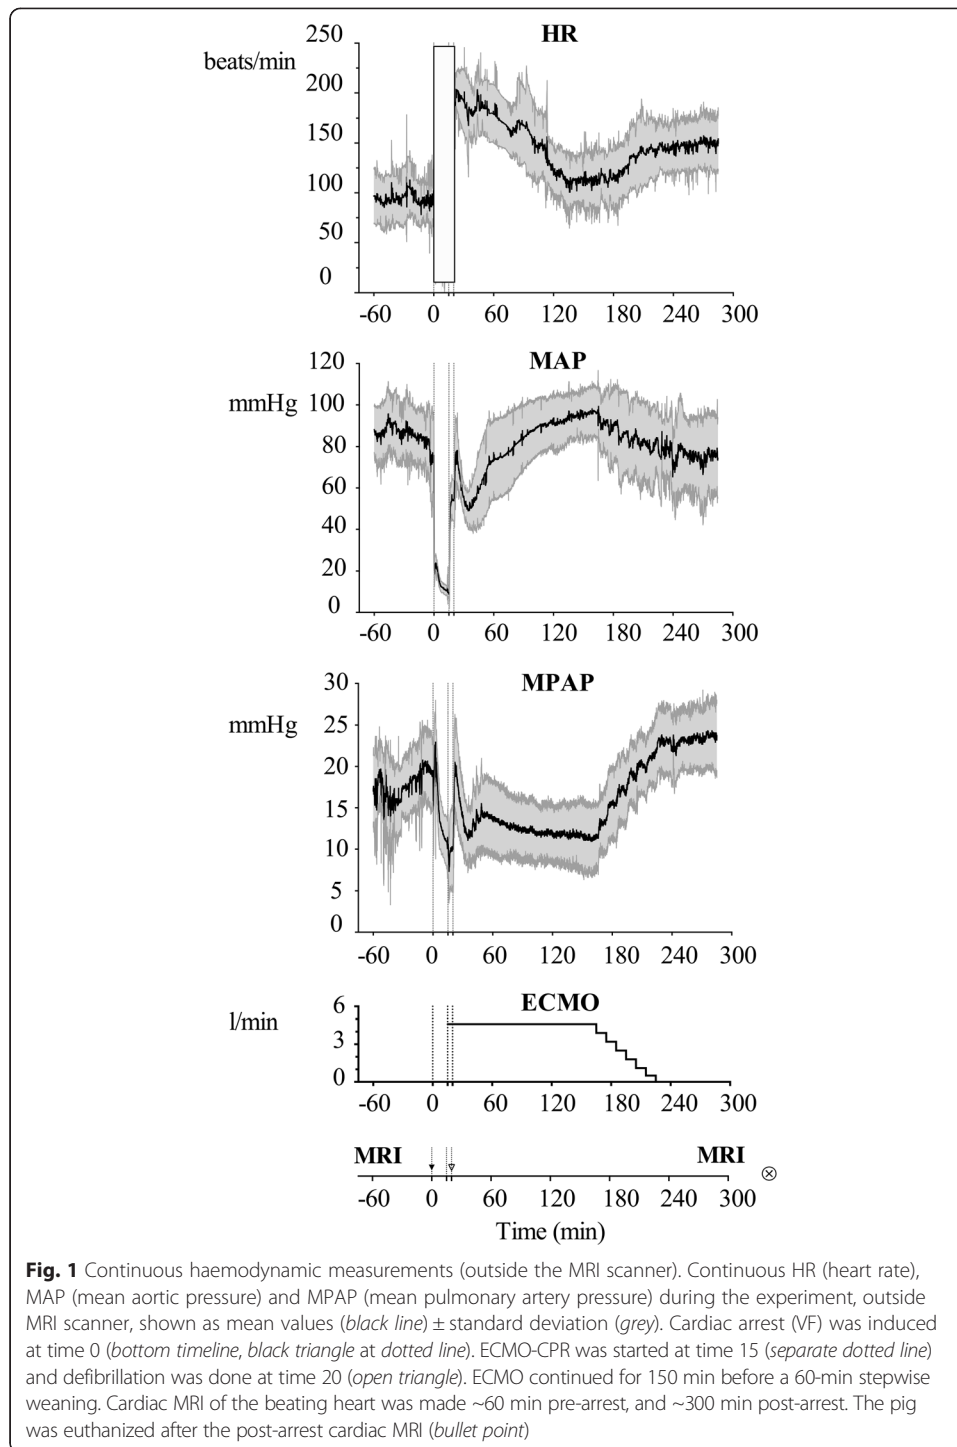 HR
beats/min
250
200
150
100
50
0
-60 0 60 120 180 240 300
MAP
mmHg
120
100
80
60
40
20
0
-60 0 60 120 180 240 300
MPAP
mmHg
30
25
20
15
10
5
0
-60 0 60 120 180 240 300
ECMO
l/min
6
3
0
-60 0 60 120 180 240 300
MRI MRI
-60 0 60 120 180 240 300
Time (min)
Fig. 1 Continuous haemodynamic measurements (outside the MRI scanner). Continuous HR (heart rate),
MAP (mean aortic pressure) and MPAP (mean pulmonary artery pressure) during the experiment, outside
MRI scanner, shown as mean values (black line) ± standard deviation (grey). Cardiac arrest (VF) was induced
at time 0 (bottom timeline, black triangle at dotted line). ECMO-CPR was started at time 15 (separate dotted line)
and defibrillation was done at time 20 (open triangle). ECMO continued for 150 min before a 60-min stepwise
weaning. Cardiac MRI of the beating heart was made ~60 min pre-arrest, and ~300 min post-arrest. The pig
was euthanized after the post-arrest cardiac MRI (bullet point)